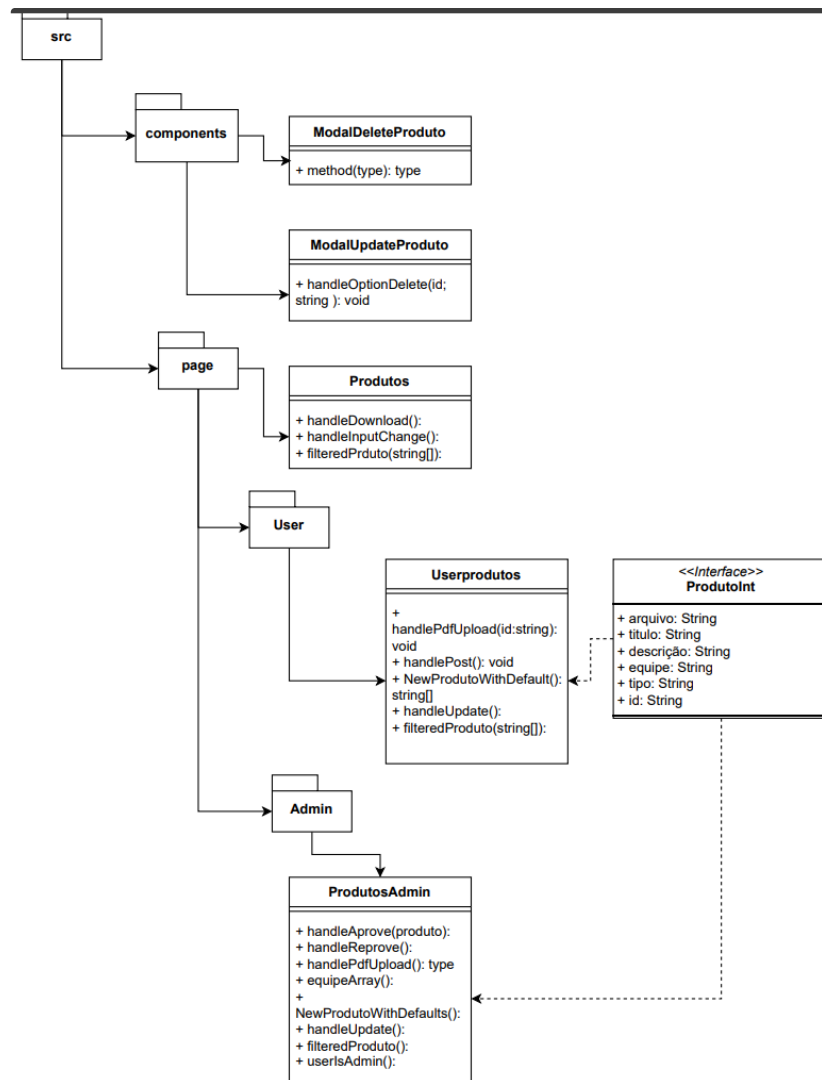 src
components
ModalDeleteProduto
+ method(type): type
ModalUpdateProduto
+ handleOptionDelete(id;
string ): void
page
Produtos
+ handleDownload():
+ handleInputChange():
+ filteredPrduto(string[]):
User
Userprodutos
+
handlePdfUpload(id:string):
void
+ handlePost(): void
+ NewProdutoWithDefault():
string[]
+ handleUpdate():
+ filteredProduto(string[]):
<<Interface>>
ProdutoInt
+ arquivo: String
+ titulo: String
+ descrição: String
+ equipe: String
+ tipo: String
+ id: String
Admin
ProdutosAdmin
+ handleAprove(produto):
+ handleReprove():
+ handlePdfUpload(): type
+ equipeArray():
+
NewProdutoWithDefaults():
+ handleUpdate():
+ filteredProduto():
+ userIsAdmin():